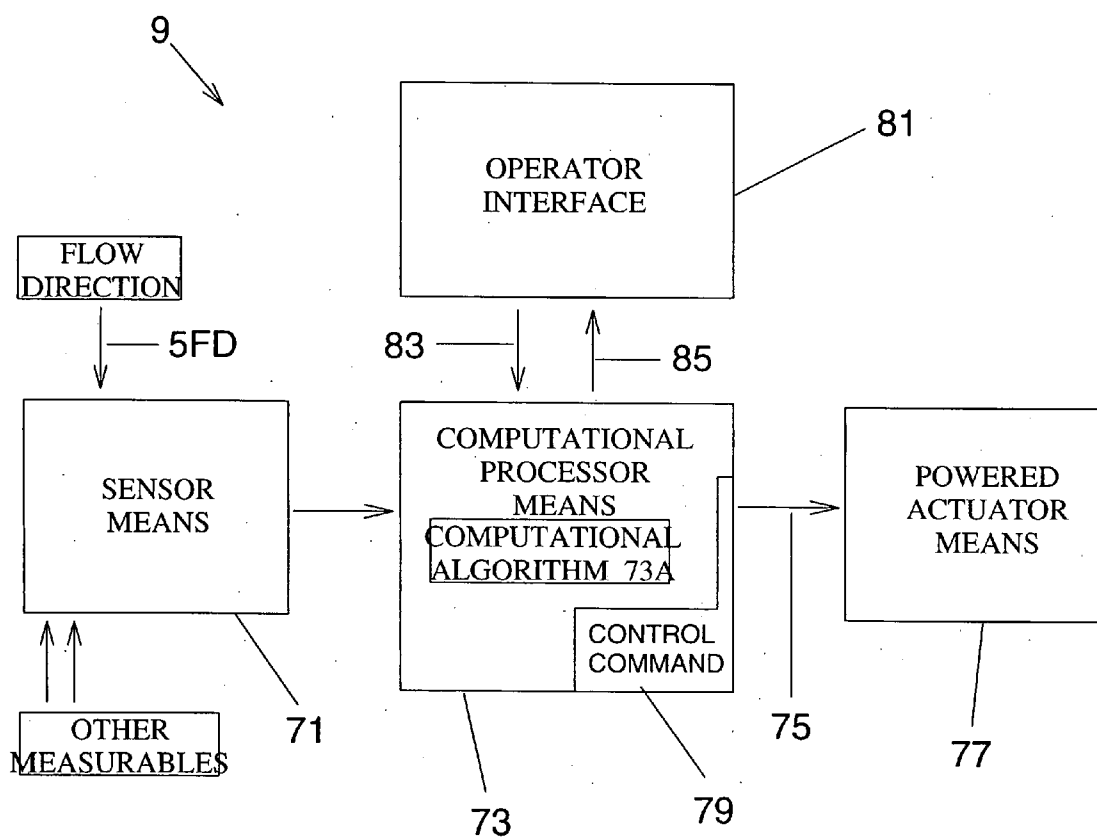 9
OPERATOR
INTERFACE
81
FLOW
DIRECTION
5FD
83
85
SENSOR
MEANS
COMPUTATIONAL
PROCESSOR
MEANS
COMPUTATIONAL
ALGORITHM 73A
CONTROL
COMMAND
POWERED
ACTUATOR
MEANS
OTHER
MEASURABLES
71
73
79
75
77